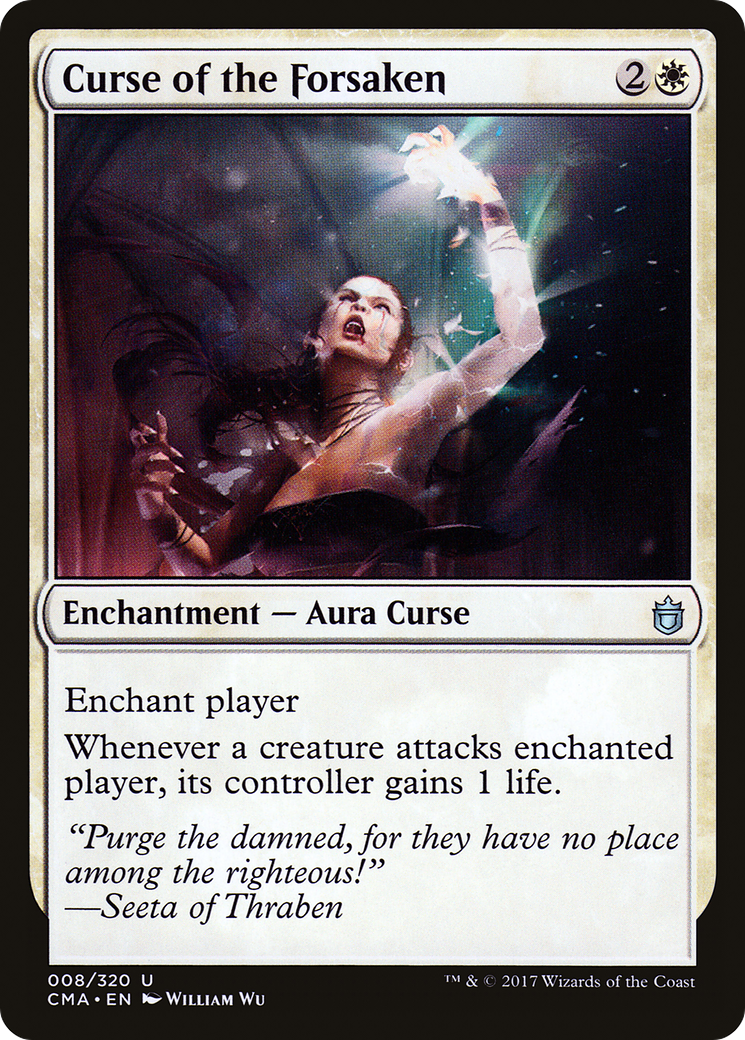 Curse of the Forsaken 2
Enchantment — Aura Curse
Enchant player
Whenever a creature attacks enchanted
player, its controller gains 1 life.
“Purge the damned, for they have no place
among the righteous!”
—Seeta of Thraben
008/320 U
™ & © 2017 Wizards of the Coast
CMA • EN William Wu